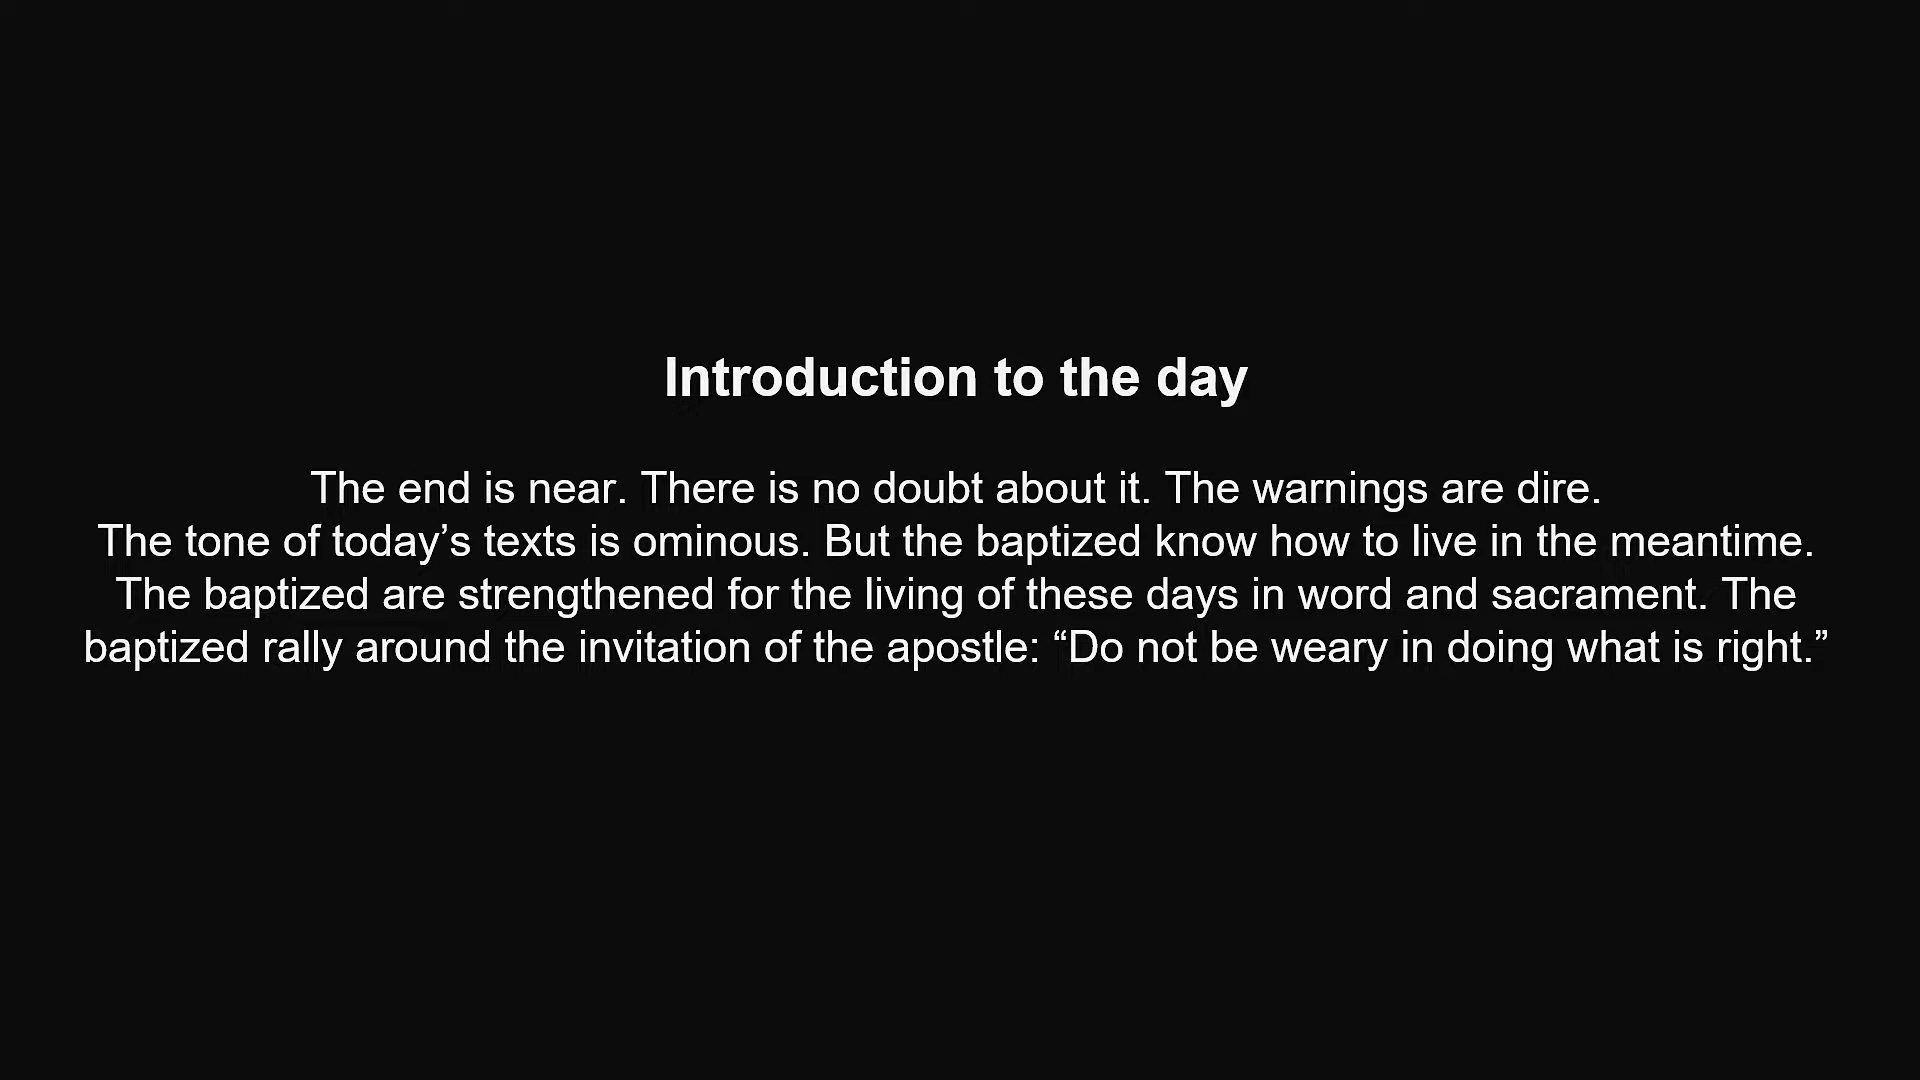 Introduction to the day
The end is near. There is no doubt about it. The warnings are dire.
The tone of today’s texts is ominous. But the baptized know how to live in the meantime.
The baptized are strengthened for the living of these days in word and sacrament. The
baptized rally around the invitation of the apostle: “Do not be weary in doing what is right.”